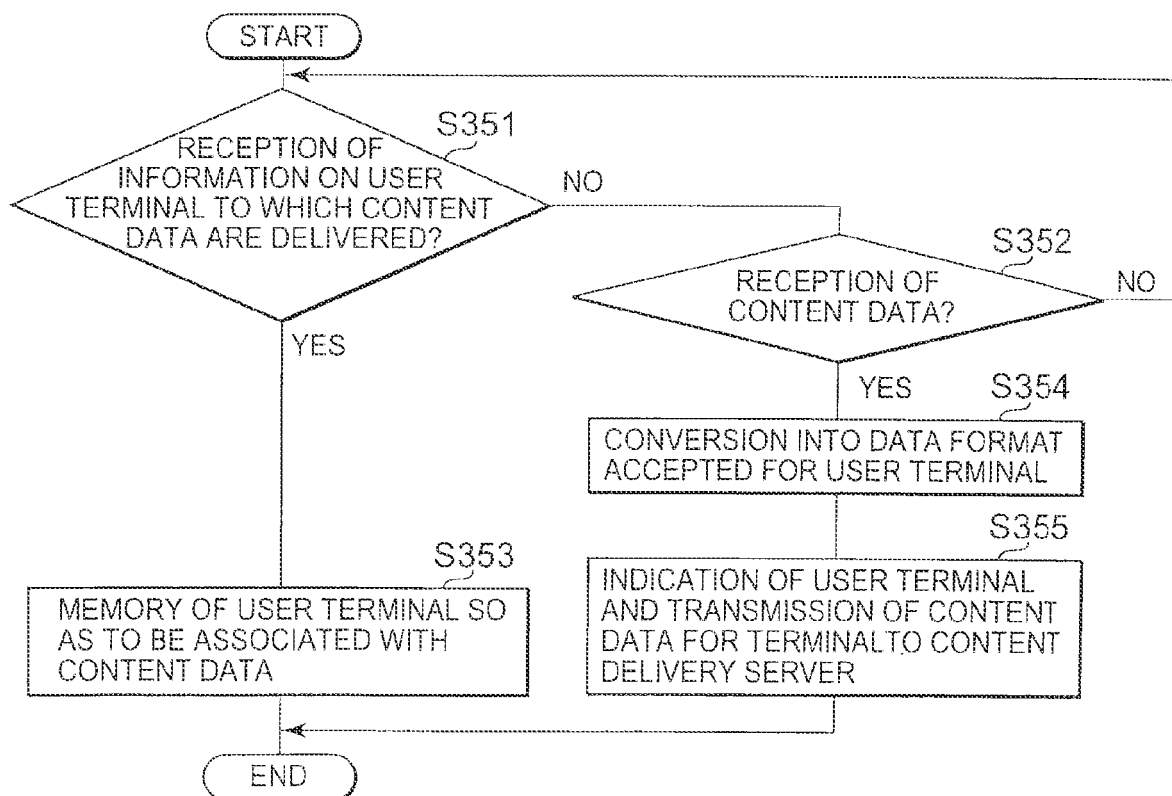 START
S351
RECEPTION OF
INFORMATION ON USER
TERMINAL TO WHICH CONTENT
DATA ARE DELIVERED?
NO
YES
S352
RECEPTION OF
CONTENT DATA?
NO
YES
S354
CONVERSION INTO DATA FORMAT
ACCEPTED FOR USER TERMINAL
S353
MEMORY OF USER TERMINAL SO
AS TO BE ASSOCIATED WITH
CONTENT DATA
S355
INDICATION OF USER TERMINAL
AND TRANSMISSION OF CONTENT
DATA FOR TERMINALTO CONTENT
DELIVERY SERVER
END